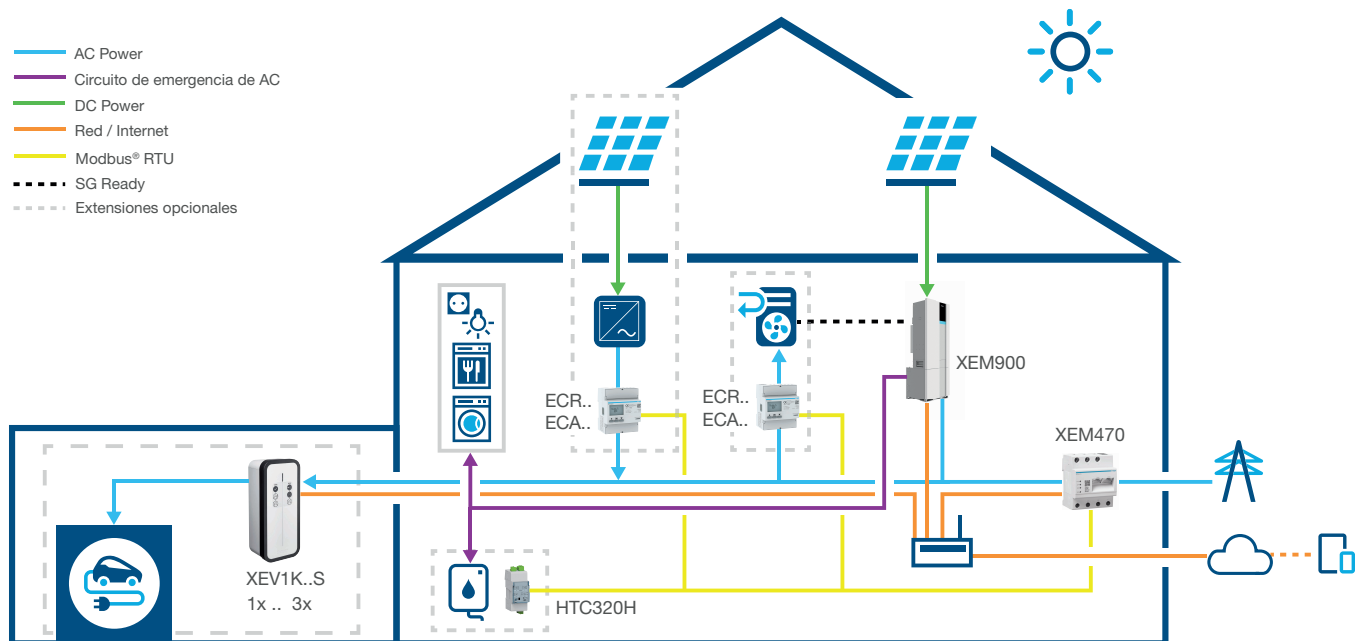 AC Power
Circuito de emergencia de AC
DC Power
Red / Internet
Modbus® RTU
SG Ready
Extensiones opcionales
XEM900
ECR..
ECA..
ECR..
ECA..
XEM470
XEV1K..S
1x .. 3x
HTC320H